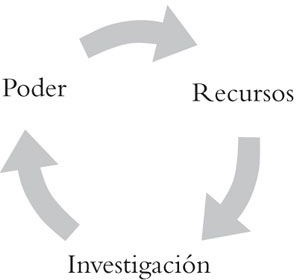 Poder
Recursos
Investigación